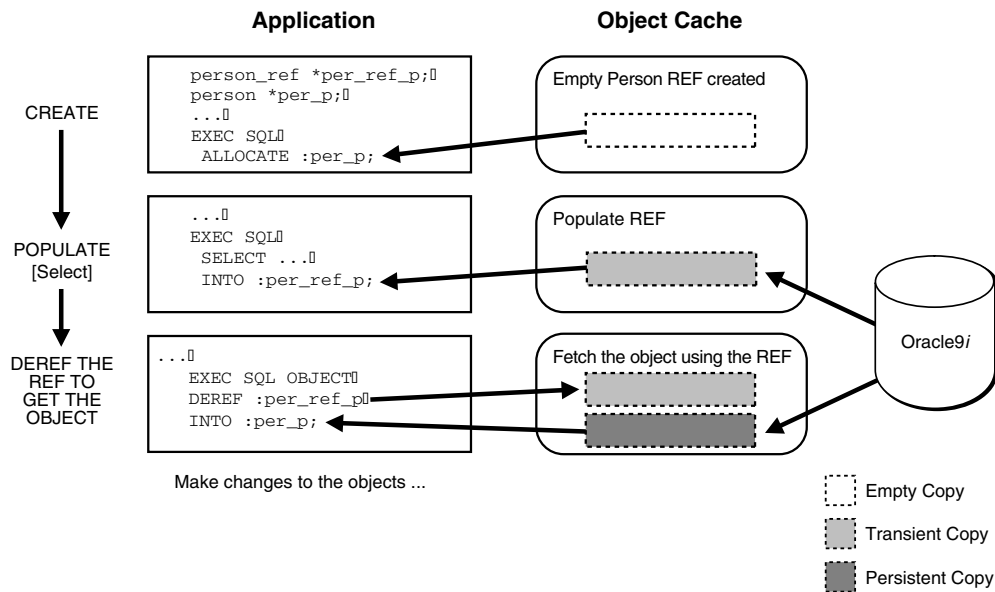 Application
Object Cache
CREATE
person_ref *per_ref_p;▯
person *per_p;▯
...▯
EXEC SQL▯
ALLOCATE :per_p;
Empty Person REF created
POPULATE
[Select]
...▯
EXEC SQL▯
SELECT ...▯
INTO :per_ref_p;
Populate REF
DEREF THE
REF TO
GET THE
OBJECT
...▯
EXEC SQL OBJECT▯
DEREF :per_ref_p▯
INTO :per_p;
Fetch the object using the REF
Oracle9i
Make changes to the objects ...
Empty Copy
Transient Copy
Persistent Copy